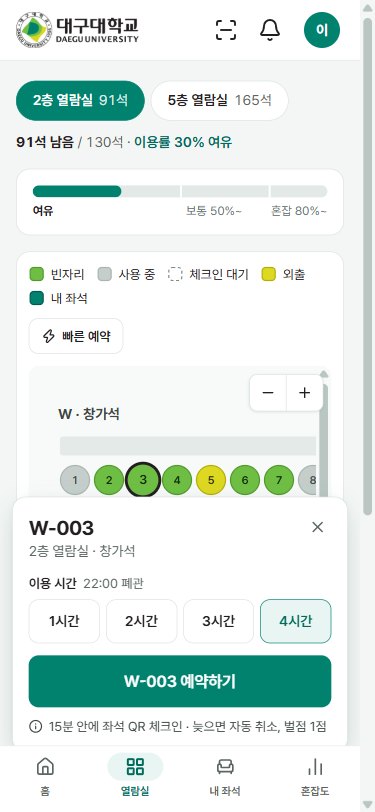 대구대학교
DAEGU UNIVERSITY
이
2층 열람실 91석
5층 열람실 165석
91석 남음 / 130석 · 이용률 30% 여유
여유 보통 50%~ 혼잡 80%~
빈자리 사용 중 체크인 대기 외출
내 좌석
빠른 예약
− +
W · 창가석
1 2 3 4 5 6 7 8
W-003
2층 열람실 · 창가석
이용 시간 22:00 폐관
1시간 2시간 3시간 4시간
W-003 예약하기
15분 안에 좌석 QR 체크인 · 늦으면 자동 취소, 벌점 1점
홈 열람실 내 좌석 혼잡도